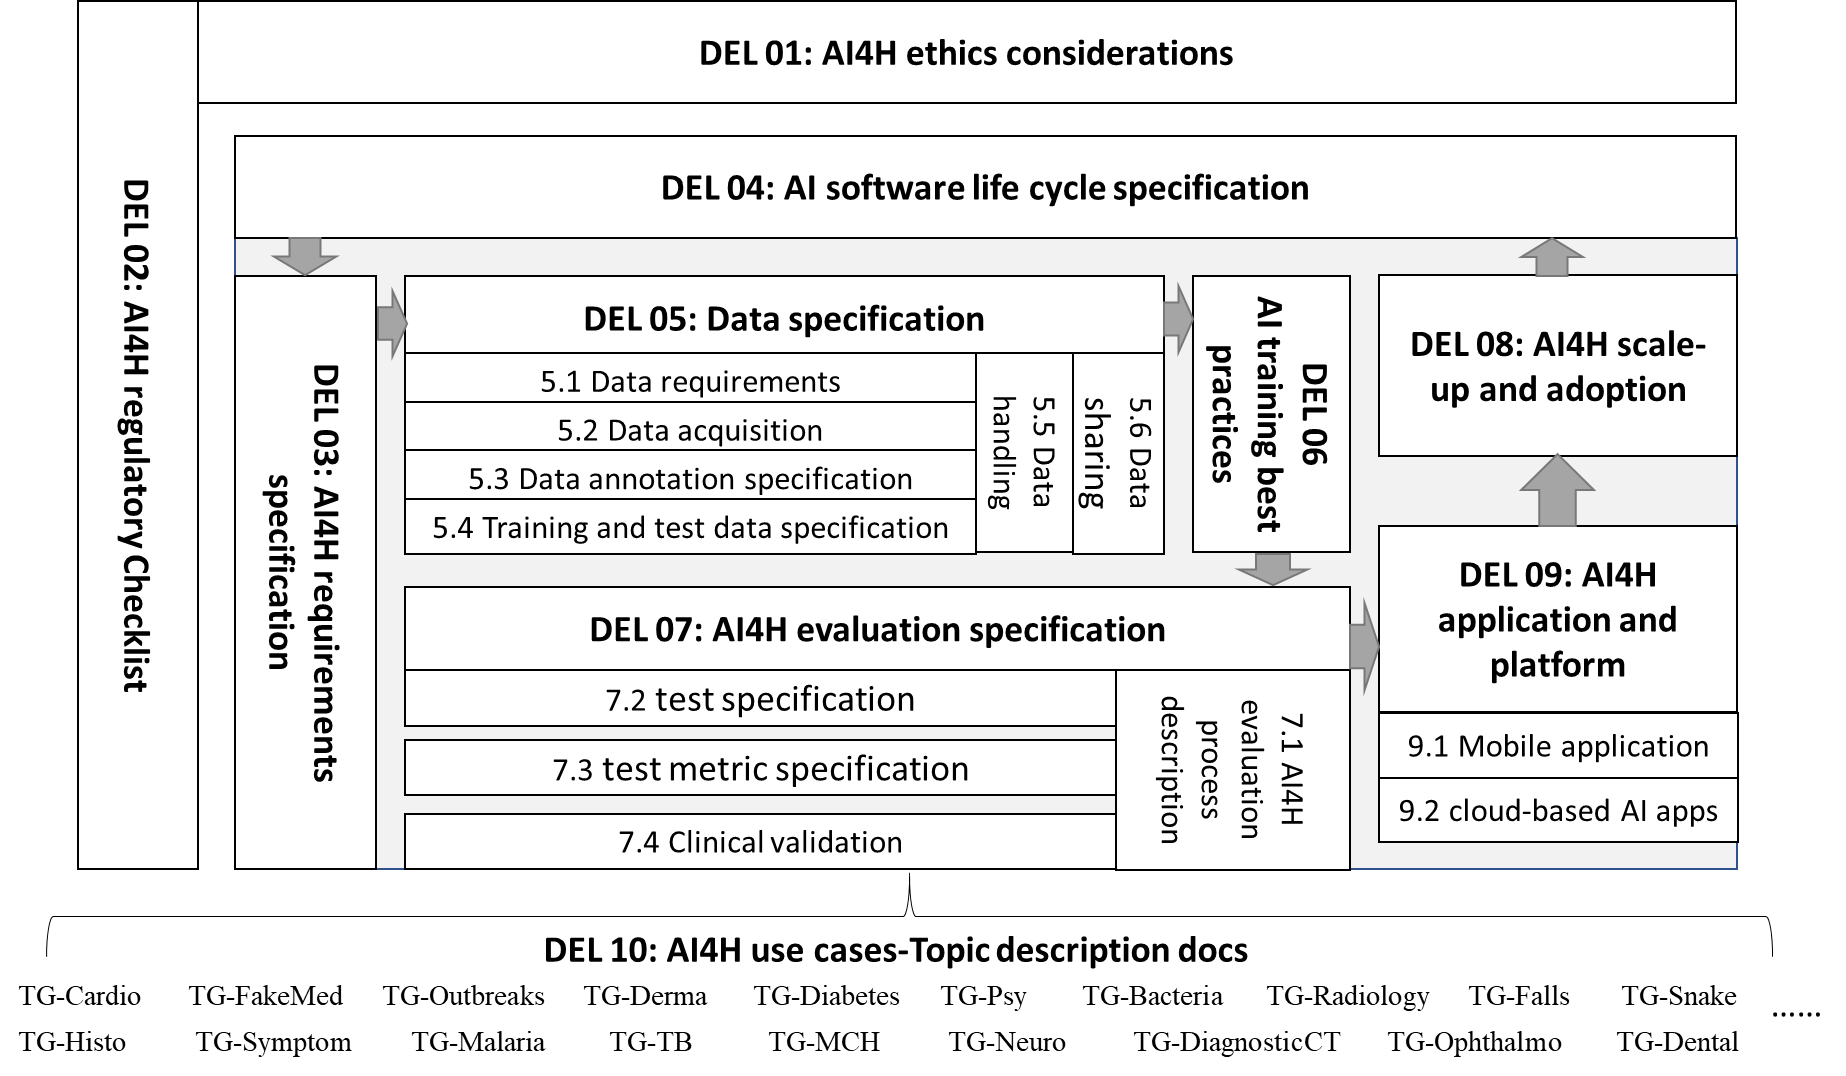 DEL 01: AI4H ethics considerations
DEL 02: AI4H regulatory Checklist
DEL 04: AI software life cycle specification
DEL 03: AI4H requirements
specification
DEL 05: Data specification
5.1 Data requirements
5.2 Data acquisition
5.3 Data annotation specification
5.4 Training and test data specification
5.5 Data
handling
5.6 Data
sharing
DEL 06
AI training best
practices
DEL 07: AI4H evaluation specification
7.2 test specification
7.3 test metric specification
7.4 Clinical validation
7.1 AI4H
evaluation
process
description
DEL 08: AI4H scale-
up and adoption
DEL 09: AI4H
application and
platform
9.1 Mobile application
9.2 cloud-based AI apps
DEL 10: AI4H use cases-Topic description docs
TG-Cardio TG-FakeMed TG-Outbreaks TG-Derma TG-Diabetes TG-Psy TG-Bacteria TG-Radiology TG-Falls TG-Snake
......
TG-Histo TG-Symptom TG-Malaria TG-TB TG-MCH TG-Neuro TG-DiagnosticCT TG-Ophthalmo TG-Dental